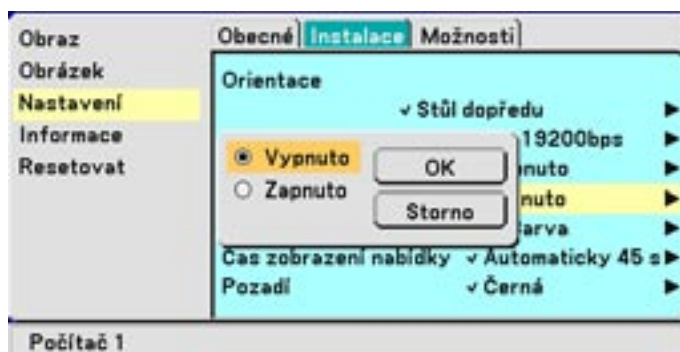 Obraz
Obrázek
Nastavení
Informace
Resetovat
Obecné Instalace Možnosti
Orientace
✓ Stůl dopředu
19200bps
Vypnuto
Zapnuto
OK
Storno
Čas zobrazení nabídky ✓ Automaticky 45 s
Pozadí ✓ Černá
Počítač 1